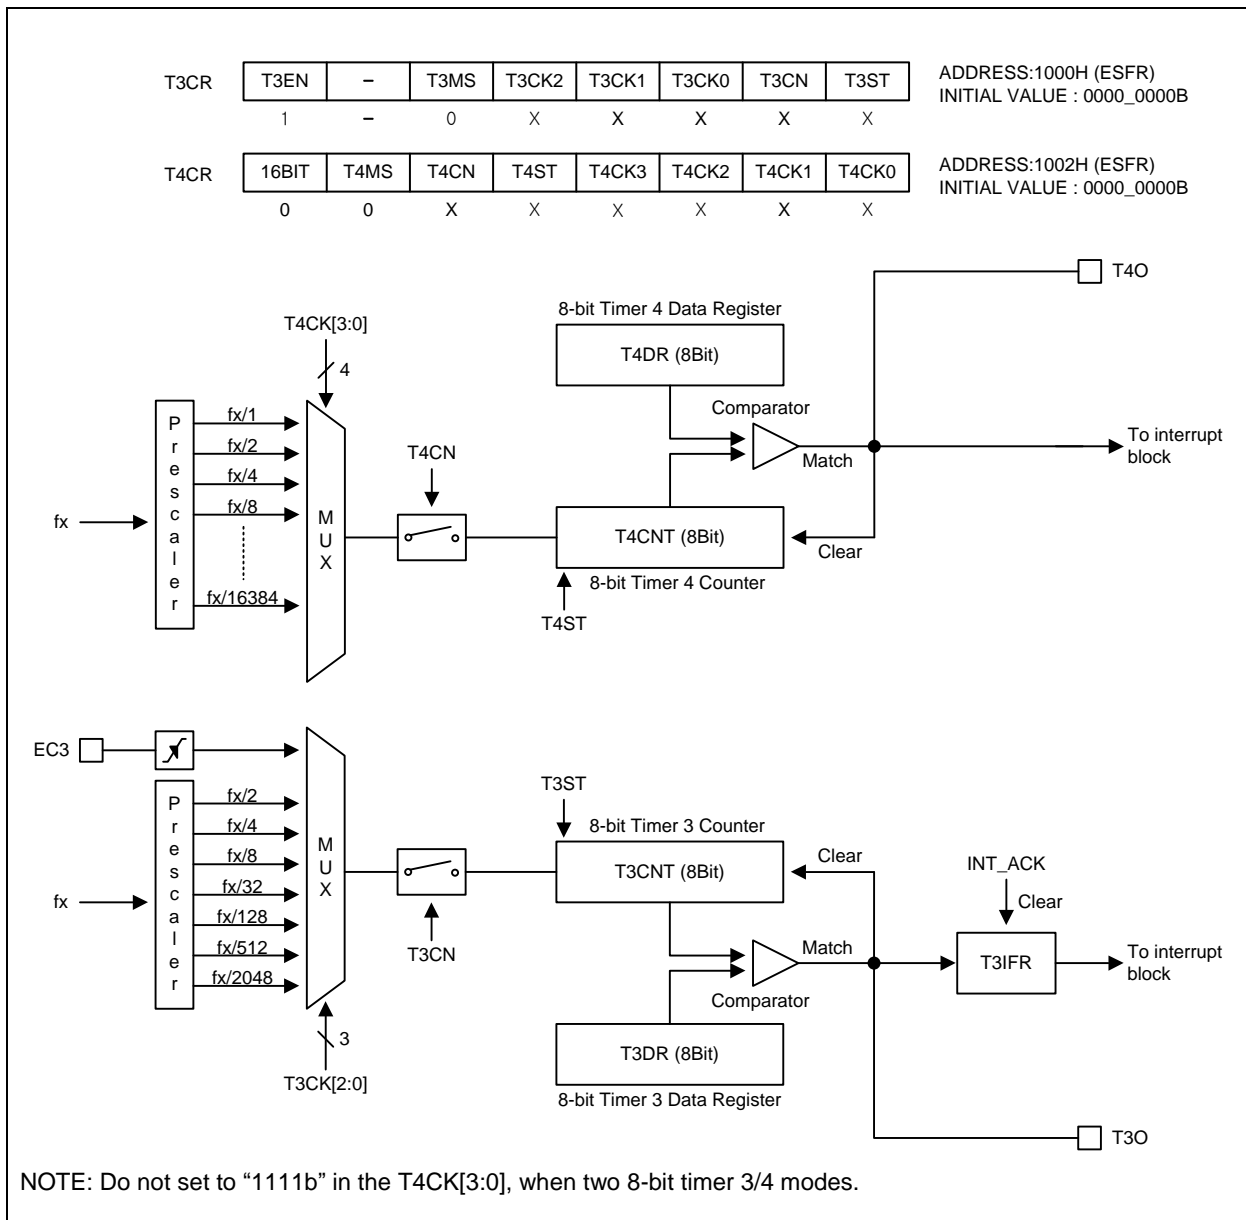 T3CR T3EN – T3MS T3CK2 T3CK1 T3CK0 T3CN T3ST ADDRESS:1000H (ESFR)
INITIAL VALUE : 0000_0000B
1 – 0 X X X X X
T4CR 16BIT T4MS T4CN T4ST T4CK3 T4CK2 T4CK1 T4CK0 ADDRESS:1002H (ESFR)
INITIAL VALUE : 0000_0000B
0 0 X X X X X X
T4O
8-bit Timer 4 Data Register
T4CK[3:0]
T4DR (8Bit)
4
Comparator
Prescaler
fx/1
fx/2
fx/4
fx/8
fx/16384
fx
MUX
T4CN
Match
To interrupt
block
T4CNT (8Bit)
Clear
8-bit Timer 4 Counter
T4ST
EC3
Prescaler
fx/2
fx/4
fx/8
fx/32
fx/128
fx/512
fx/2048
fx
MUX
T3ST
8-bit Timer 3 Counter
T3CNT (8Bit)
Clear
INT_ACK
Clear
T3CN
Match
T3IFR
To interrupt
block
Comparator
3
T3DR (8Bit)
T3CK[2:0]
8-bit Timer 3 Data Register
T3O
NOTE: Do not set to “1111b” in the T4CK[3:0], when two 8-bit timer 3/4 modes.